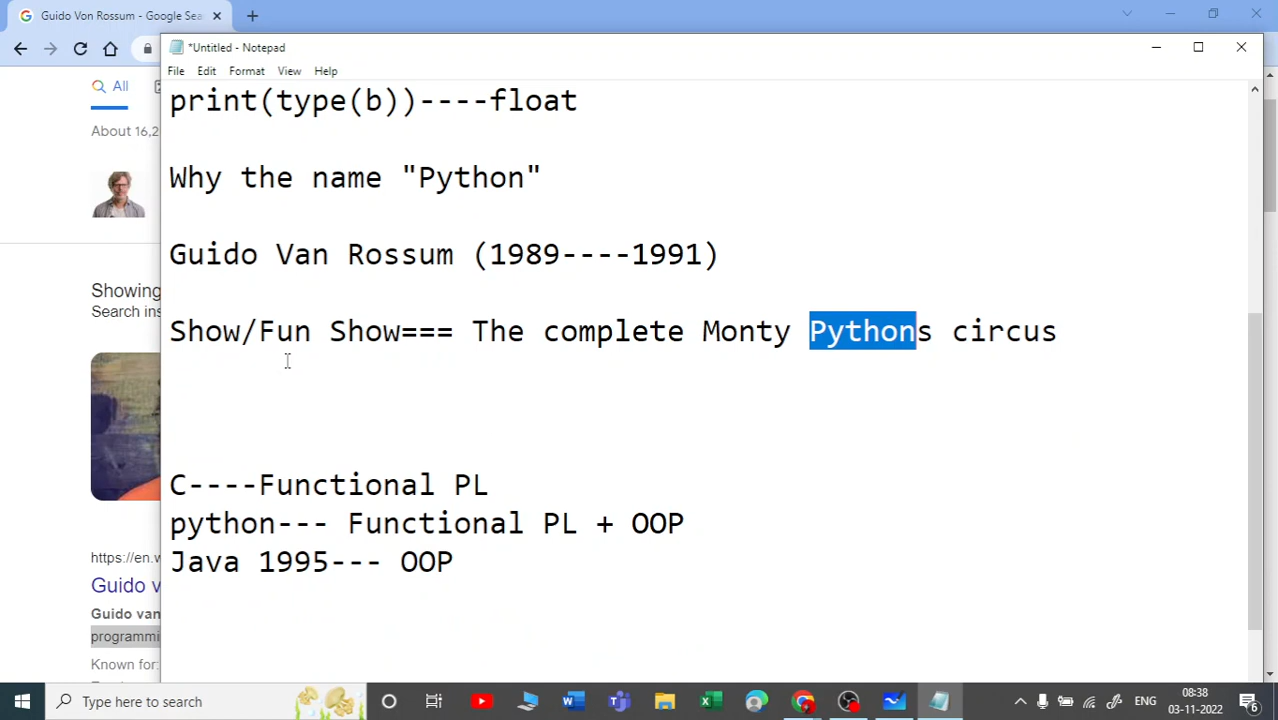 Guido Von Rossum - Google Sea
*Untitled - Notepad
File Edit Format View Help
All
About 16,2
print(type(b))----float
Why the name "Python"
Guido Van Rossum (1989----1991)
Showing
Search ins
Show/Fun Show=== The complete Monty Pythons circus
C----Functional PL
python--- Functional PL + OOP
Java 1995--- OOP
https://en.w
Guido v
Guido van
programmi
Known for:
Type here to search
ENG
08:38
03-11-2022
6